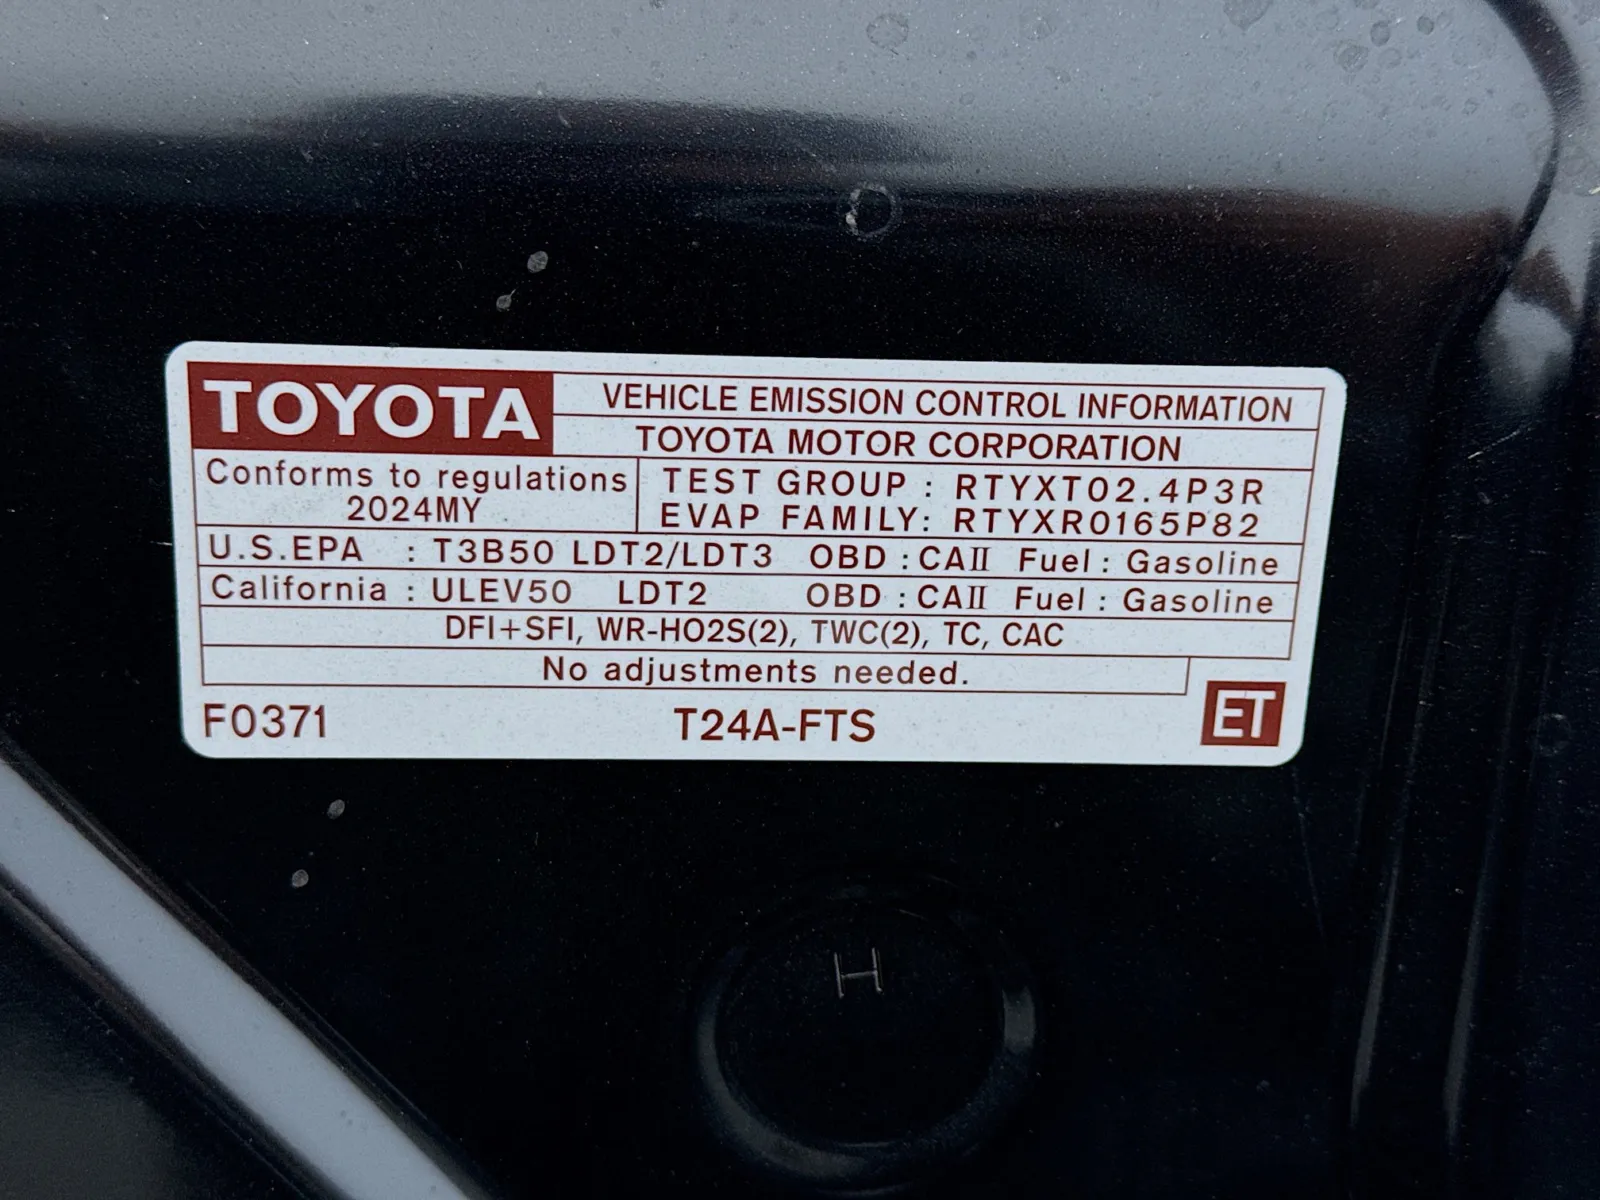 TOYOTA VEHICLE EMISSION CONTROL INFORMATION
TOYOTA MOTOR CORPORATION
Conforms to regulations
2024MY
TEST GROUP : RTYXT02.4P3R
EVAP FAMILY: RTYXR0165P82
U.S.EPA : T3B50 LDT2/LDT3 OBD : CAII Fuel : Gasoline
California : ULEV50 LDT2 OBD : CAII Fuel : Gasoline
DFI+SFI, WR-HO2S(2), TWC(2), TC, CAC
No adjustments needed.
F0371 T24A-FTS ET
H